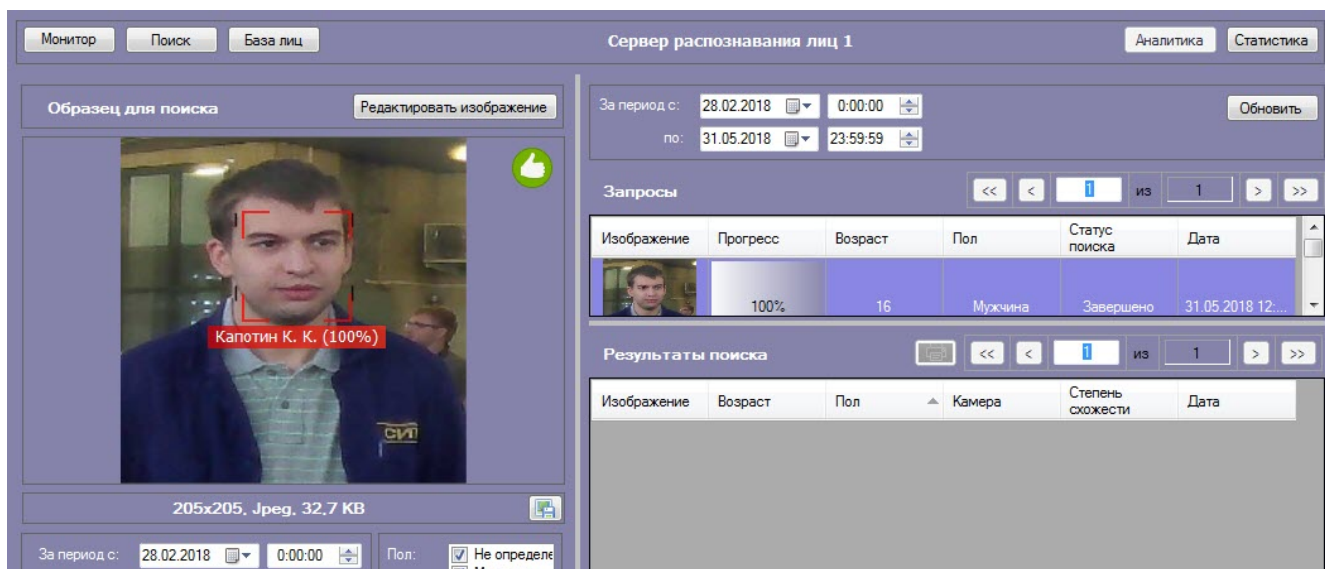 Монитор Поиск База лиц Сервер распознавания лиц 1 Аналитика Статистика
Образец для поиска Редактировать изображение
Капотин К. К. (100%)
205x205, Jpeg, 32,7 KB
За период с: 28.02.2018 0:00:00 Пол: Не определе
За период с: 28.02.2018 0:00:00 Обновить
по: 31.05.2018 23:59:59
Запросы << < 1 из 1 > >>
Изображение Прогресс Возраст Пол Статус поиска Дата
100% 16 Мужчина Завершено 31.05.2018 12:...
Результаты поиска << < 1 из 1 > >>
Изображение Возраст Пол Камера Степень схожести Дата